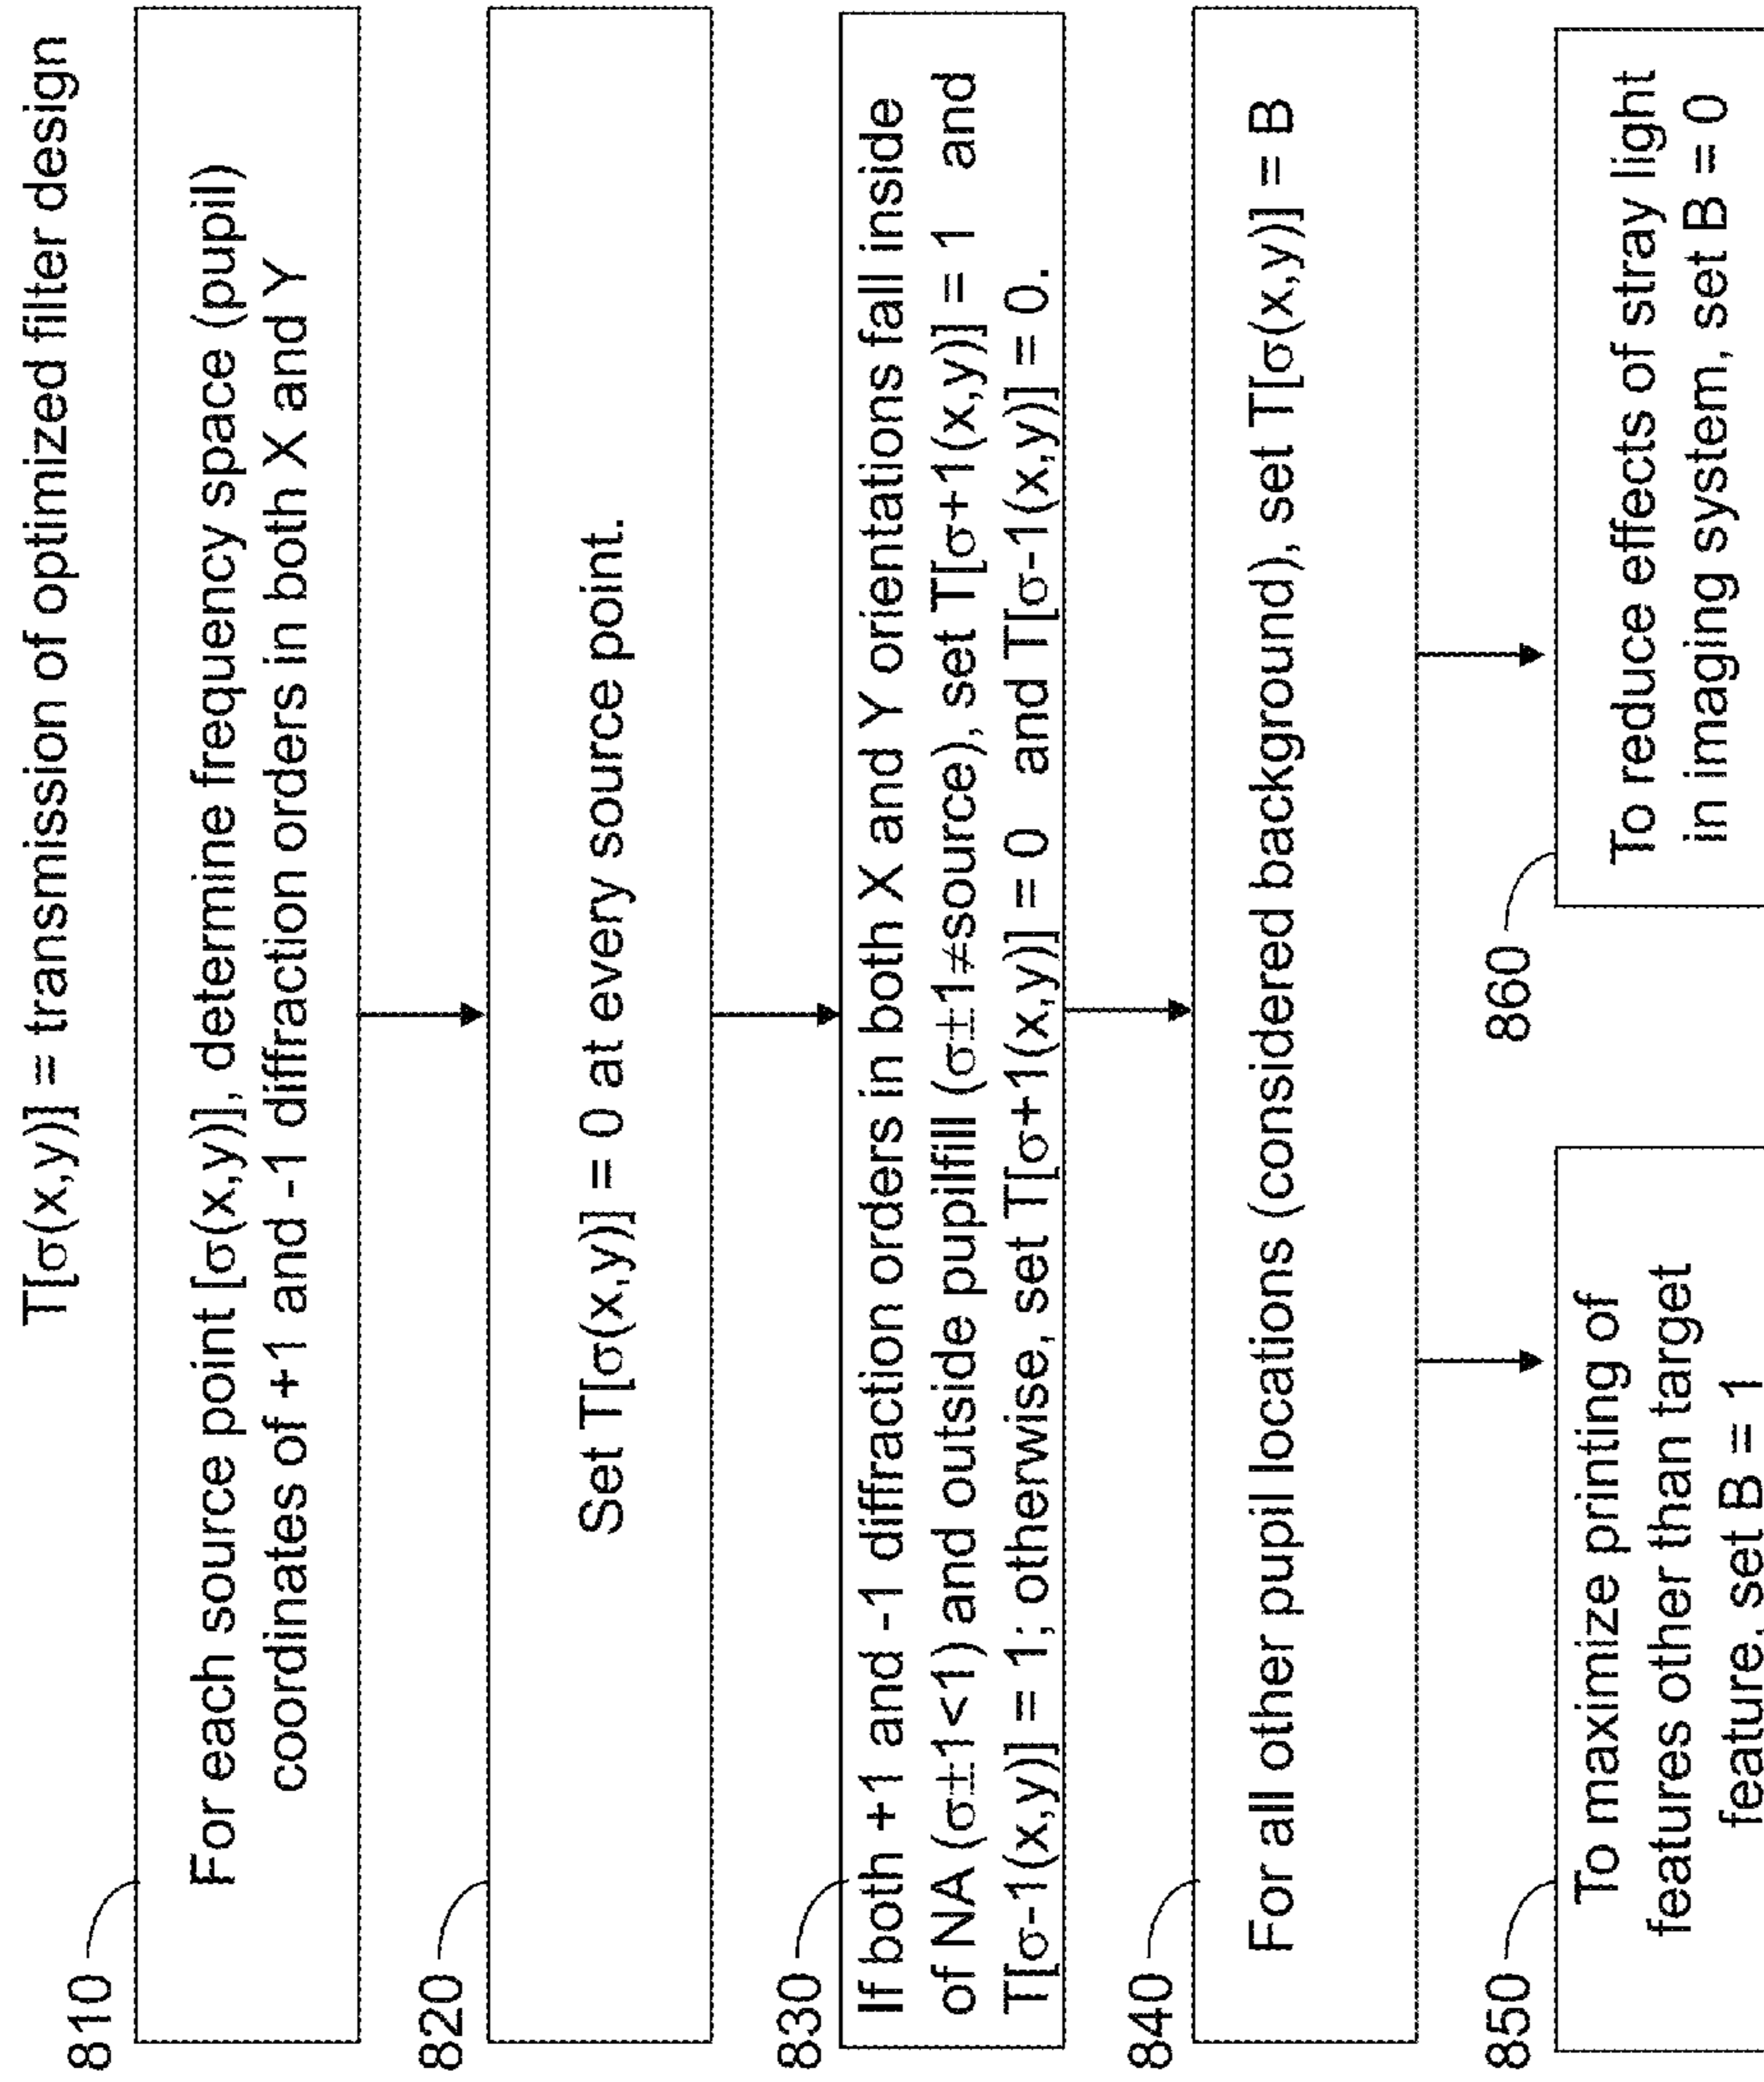 T[σ(x,y)] = transmission of optimized filter design
810
For each source point [σ(x,y)], determine frequency space (pupil)
coordinates of +1 and -1 diffraction orders in both X and Y
820
Set T[σ(x,y)] = 0 at every source point.
830
If both +1 and -1 diffraction orders in both X and Y orientations fall inside
of NA (σ±1<1) and outside pupilfill (σ±1≠source), set T[σ+1(x,y)] = 1 and
T[σ-1(x,y)] = 1; otherwise, set T[σ+1(x,y)] = 0 and T[σ-1(x,y)] = 0.
840
For all other pupil locations (considered background), set T[σ(x,y)] = B
850
To maximize printing of
features other than target
feature, set B = 1
860
To reduce effects of stray light
in imaging system, set B = 0